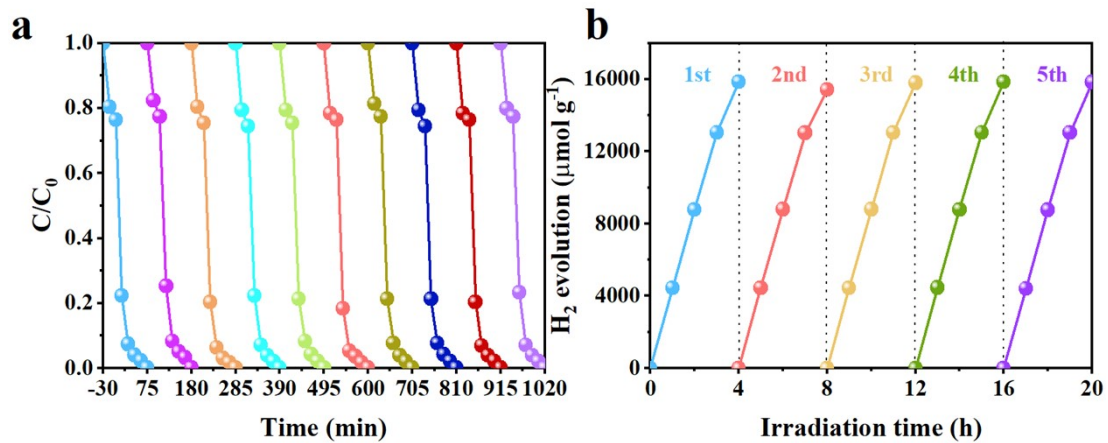 a
1.0
0.8
0.6
0.4
0.2
0.0
C/C₀
-30 75 180 285 390 495 600 705 810 915 1020
Time (min)
b
16000
12000
8000
4000
0
H₂ evolution (μmol g⁻¹)
1st 2nd 3rd 4th 5th
0 4 8 12 16 20
Irradiation time (h)